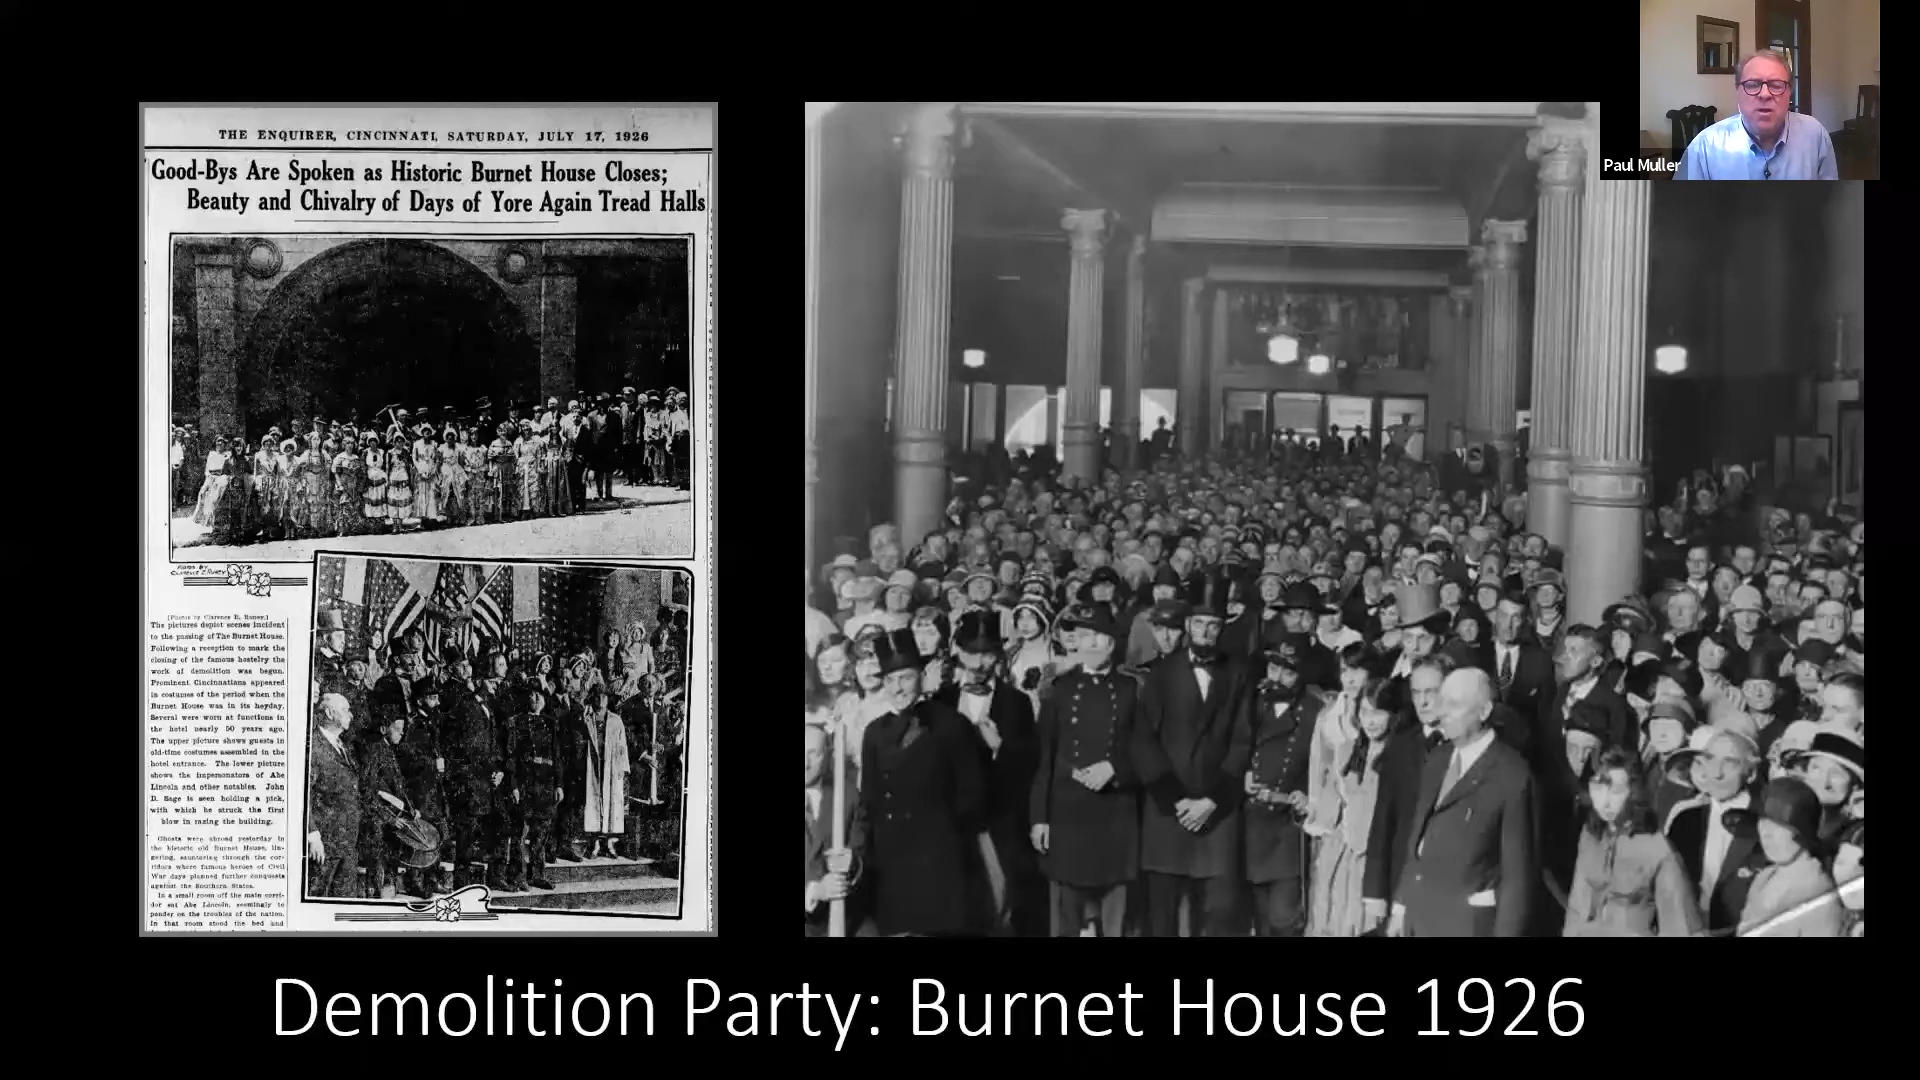 THE ENQUIRER, CINCINNATI, SATURDAY, JULY 17, 1926
Good-Bys Are Spoken as Historic Burnet House Closes;
Beauty and Chivalry of Days of Yore Again Tread Halls
PHOTOS BY
CLARENCE E. RUNEY
[Photos by Clarence E. Runey.]
The pictures depict scenes incident
to the passing of The Burnet House.
Following a reception to mark the
closing of the famous hostelry the
work of demolition was begun.
Prominent Cincinnatians appeared
in costumes of the period when the
Burnet House was in its heyday.
Several were worn at functions in
the hotel nearly 50 years ago.
The upper picture shows guests in
old-time costumes assembled in the
hotel entrance. The lower picture
shows the impersonators of Abe
Lincoln and other notables. John
D. Sage is seen holding a pick,
with which he struck the first
blow in razing the building.
Ghosts were abroad yesterday in
the historic old Burnet House, lin-
gering, sauntering through the cor-
ridors where famous heroes of Civil
War days planned further conquests
against the Southern States.
In a small room off the main corri-
dor sat Abe Lincoln, seemingly to
ponder on the troubles of the nation.
In that room stood the bed and
Paul Muller
Demolition Party: Burnet House 1926